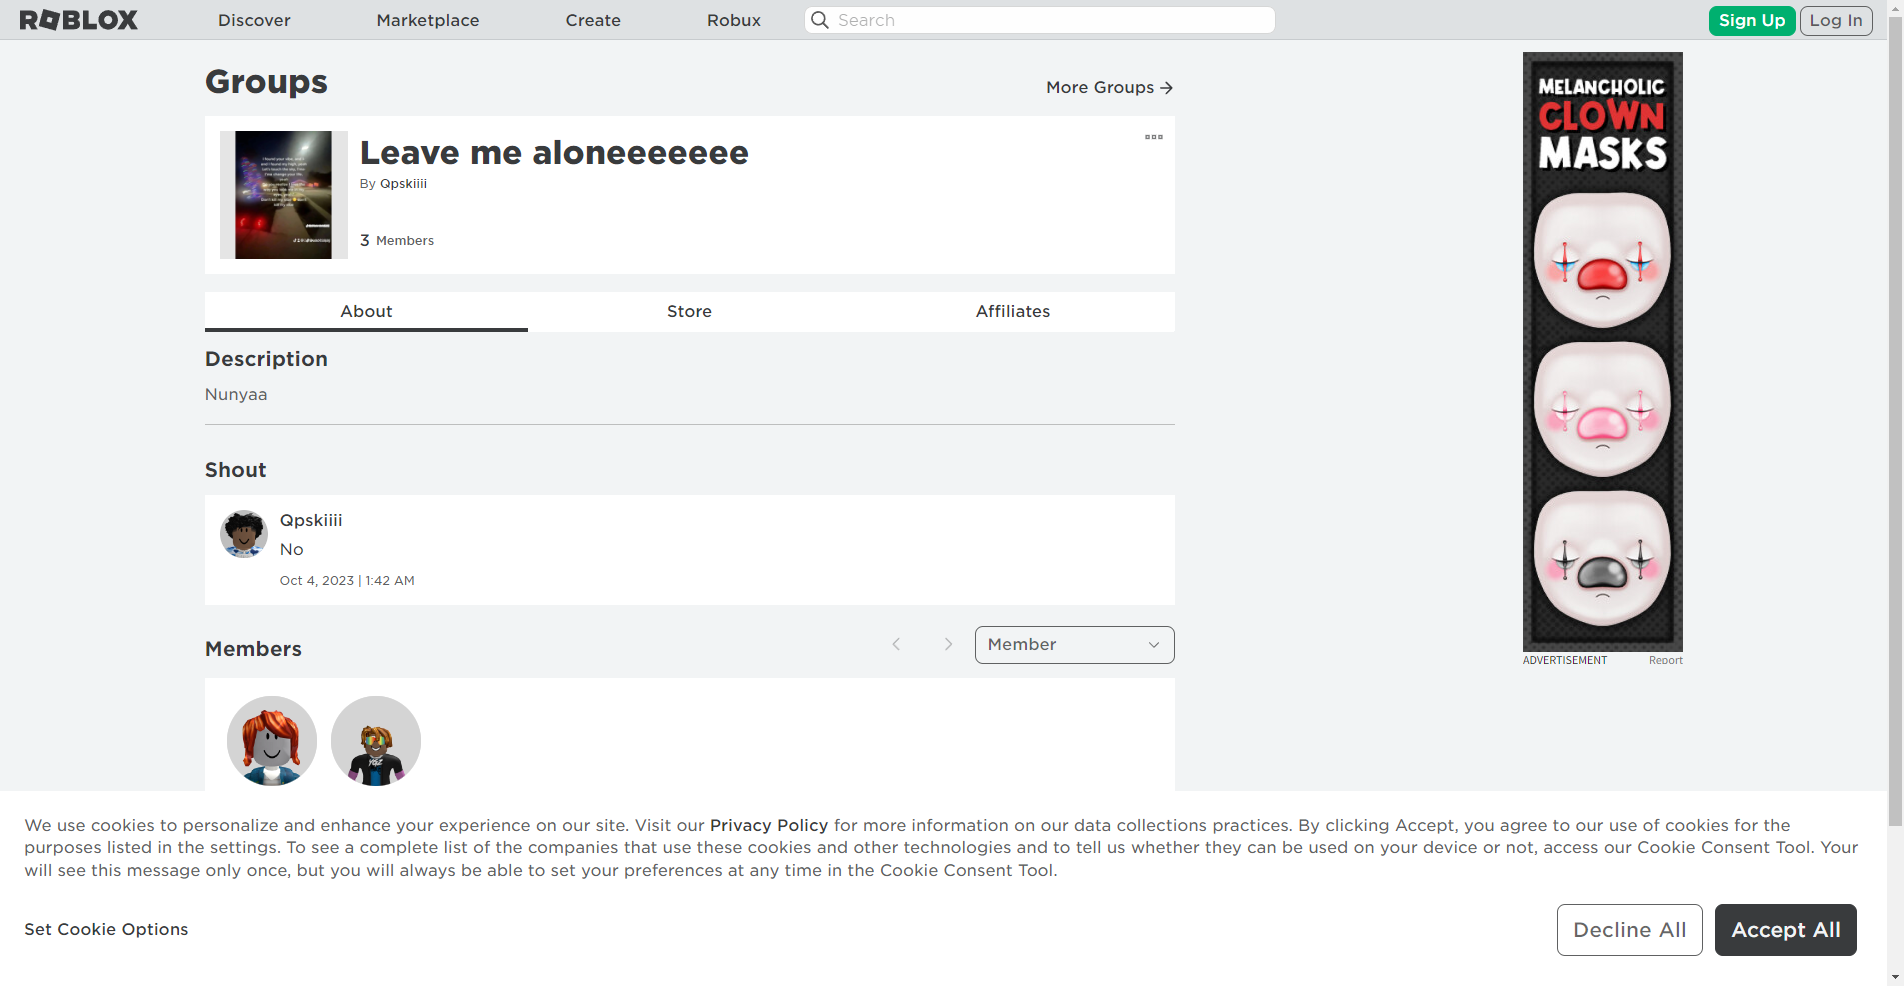 ROBLOX
Discover
Marketplace
Create
Robux
Search
Sign Up
Log In
Groups
More Groups
Leave me aloneeeeeee
By Qpskiiii
3 Members
About
Store
Affiliates
Description
Nunyaa
Shout
Qpskiiii
No
Oct 4, 2023 | 1:42 AM
Members
Member
MELANCHOLIC
CLOWN
MASKS
ADVERTISEMENT
Report
We use cookies to personalize and enhance your experience on our site. Visit our Privacy Policy for more information on our data collections practices. By clicking Accept, you agree to our use of cookies for the
purposes listed in the settings. To see a complete list of the companies that use these cookies and other technologies and to tell us whether they can be used on your device or not, access our Cookie Consent Tool. Your
will see this message only once, but you will always be able to set your preferences at any time in the Cookie Consent Tool.
Set Cookie Options
Decline All
Accept All